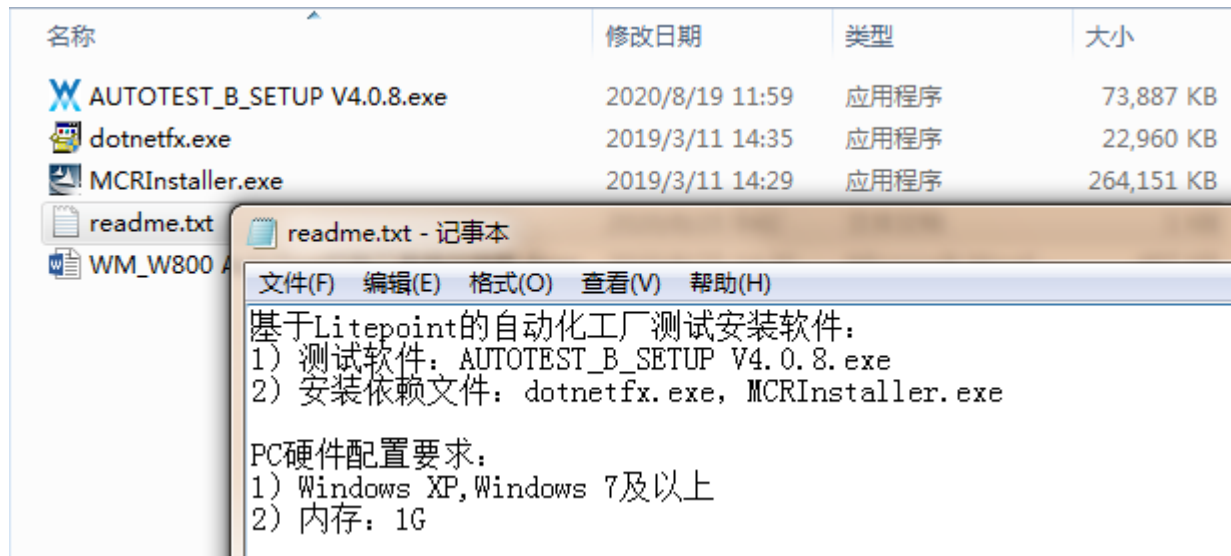 名称 修改日期 类型 大小
AUTOTEST_B_SETUP V4.0.8.exe 2020/8/19 11:59 应用程序 73,887 KB
dotnetfx.exe 2019/3/11 14:35 应用程序 22,960 KB
MCRInstaller.exe 2019/3/11 14:29 应用程序 264,151 KB
readme.txt
WM_W800
readme.txt - 记事本
文件(F) 编辑(E) 格式(O) 查看(V) 帮助(H)
基于Litepoint的自动化工厂测试安装软件：
1）测试软件：AUTOTEST_B_SETUP V4.0.8.exe
2）安装依赖文件：dotnetfx.exe，MCRInstaller.exe
PC硬件配置要求：
1）Windows XP,Windows 7及以上
2）内存：1G